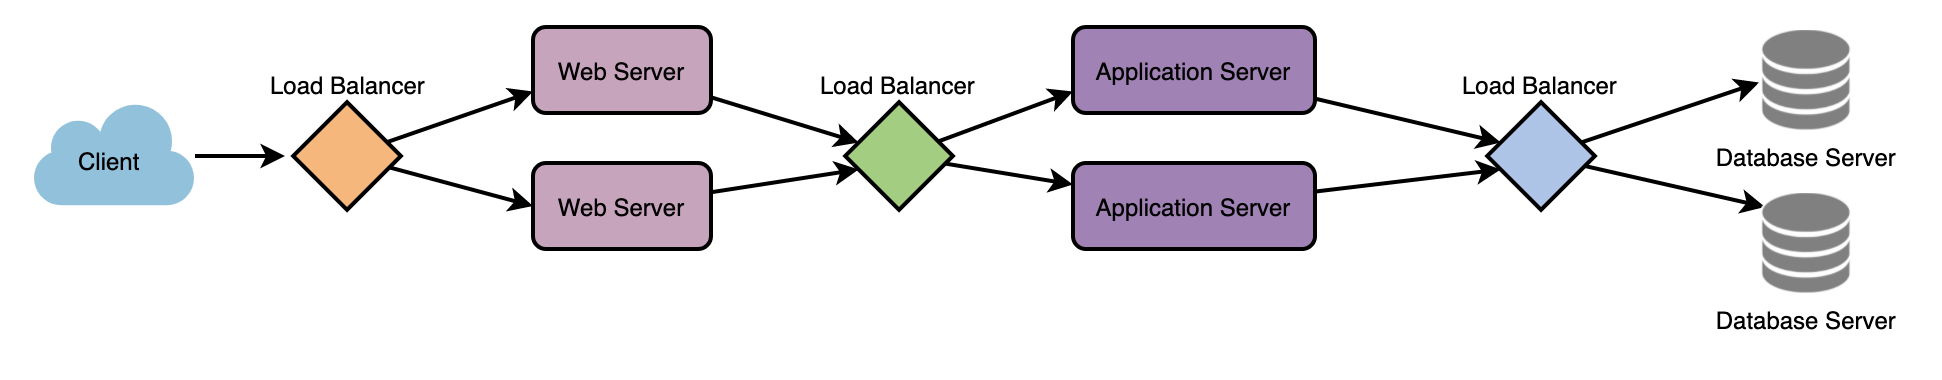 Client
Load Balancer
Web Server
Web Server
Load Balancer
Application Server
Application Server
Load Balancer
Database Server
Database Server